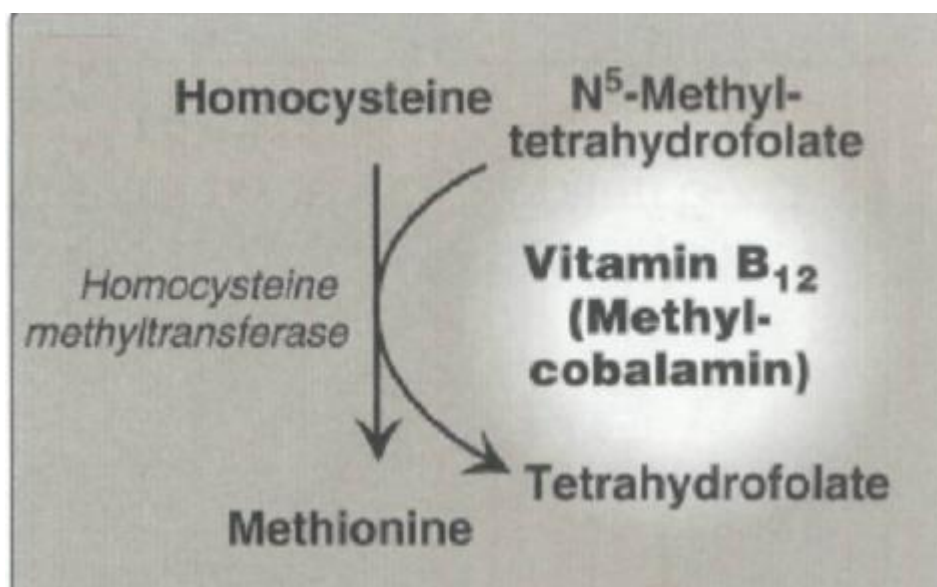 Homocysteine
N⁵-Methyl-
tetrahydrofolate
Homocysteine
methyltransferase
Vitamin B₁₂
(Methyl-
cobalamin)
Tetrahydrofolate
Methionine